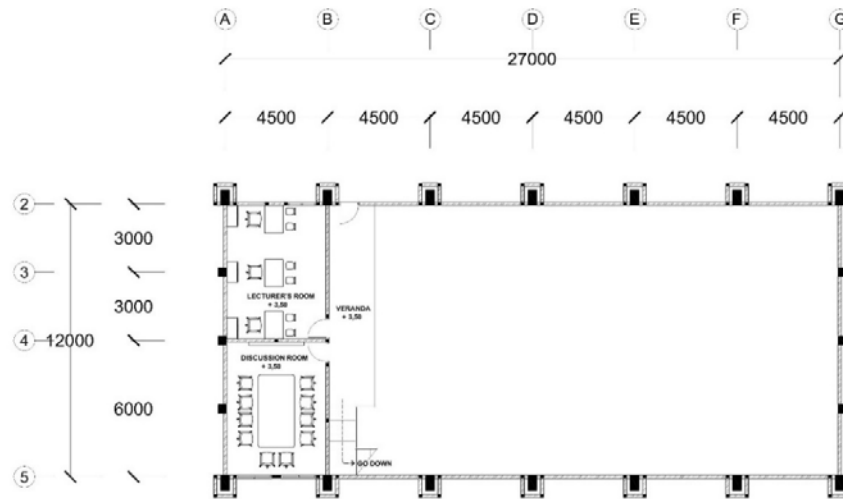 A B C D E F G
27000
4500 4500 4500 4500 4500 4500
2
3000
3
LECTURER'S ROOM
+ 3,50
3000
VERANDA
+ 3,50
4
12000
DISCUSSION ROOM
+ 3,50
6000
GO DOWN
5